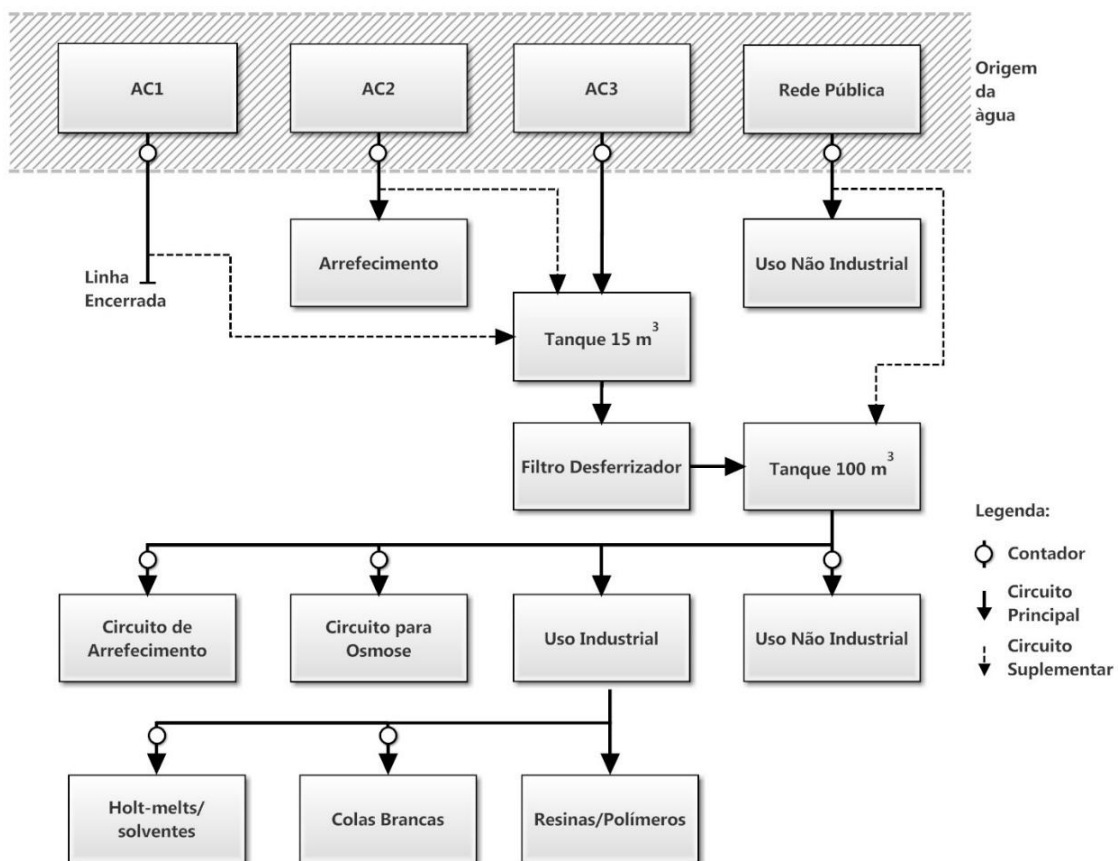 AC1
AC2
AC3
Rede Pública
Origem
da
àgua
Arrefecimento
Uso Não Industrial
Linha
Encerrada
Tanque 15 m³
Filtro Desferrizador
Tanque 100 m³
Legenda:
Contador
Circuito
Principal
Circuito
Suplementar
Circuito de
Arrefecimento
Circuito para
Osmose
Uso Industrial
Uso Não Industrial
Holt-melts/
solventes
Colas Brancas
Resinas/Polímeros